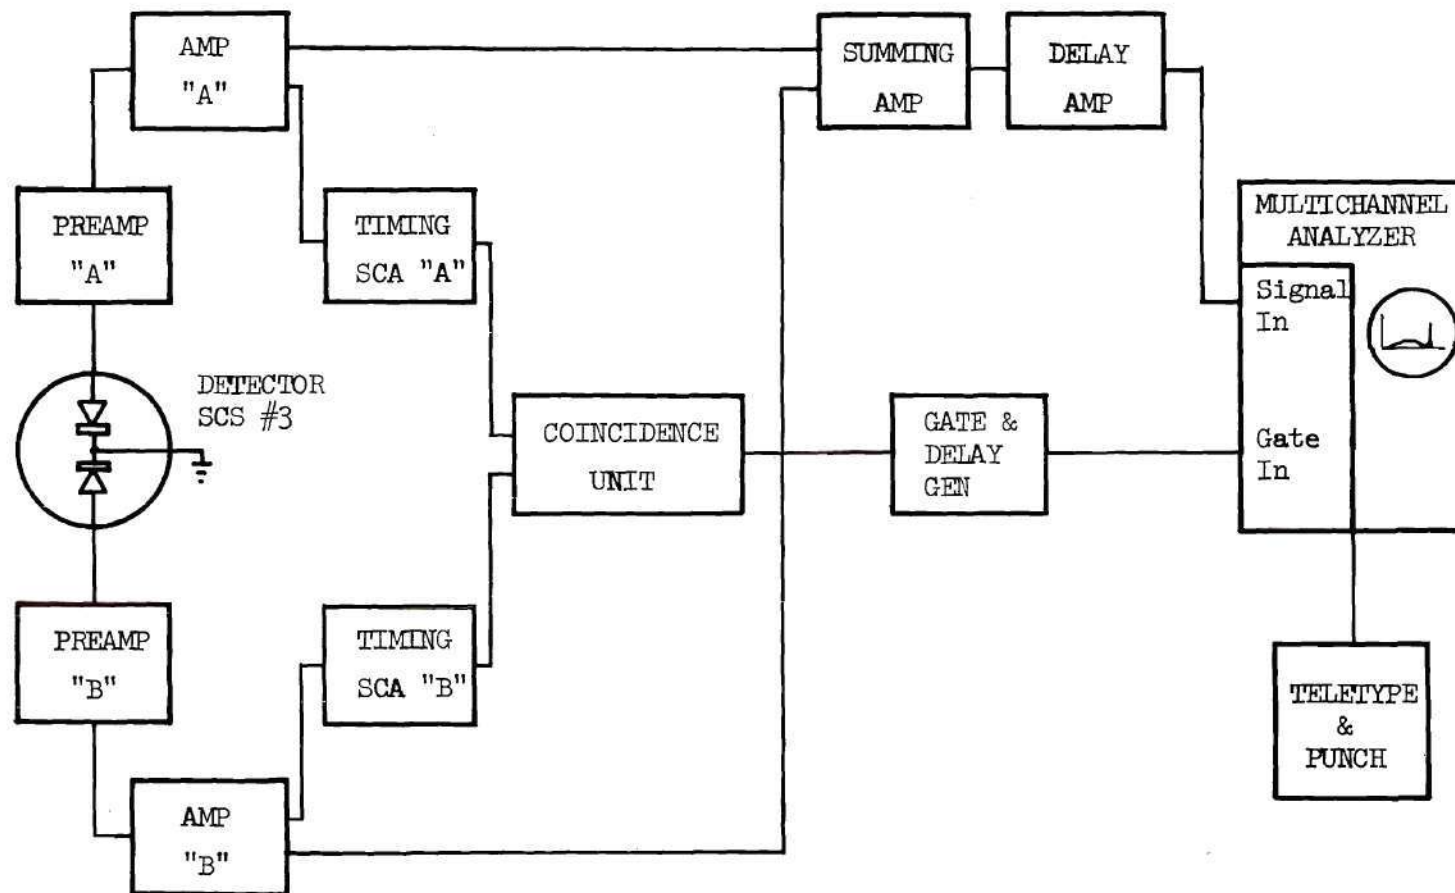 AMP
"A"
SUMMING
AMP
DELAY
AMP
PREAMP
"A"
TIMING
SCA "A"
MULTICHANNEL
ANALYZER
Signal
In
DETECTOR
SCS #3
COINCIDENCE
UNIT
GATE &
DELAY
GEN
Gate
In
PREAMP
"B"
TIMING
SCA "B"
TELETYPE
&
PUNCH
AMP
"B"